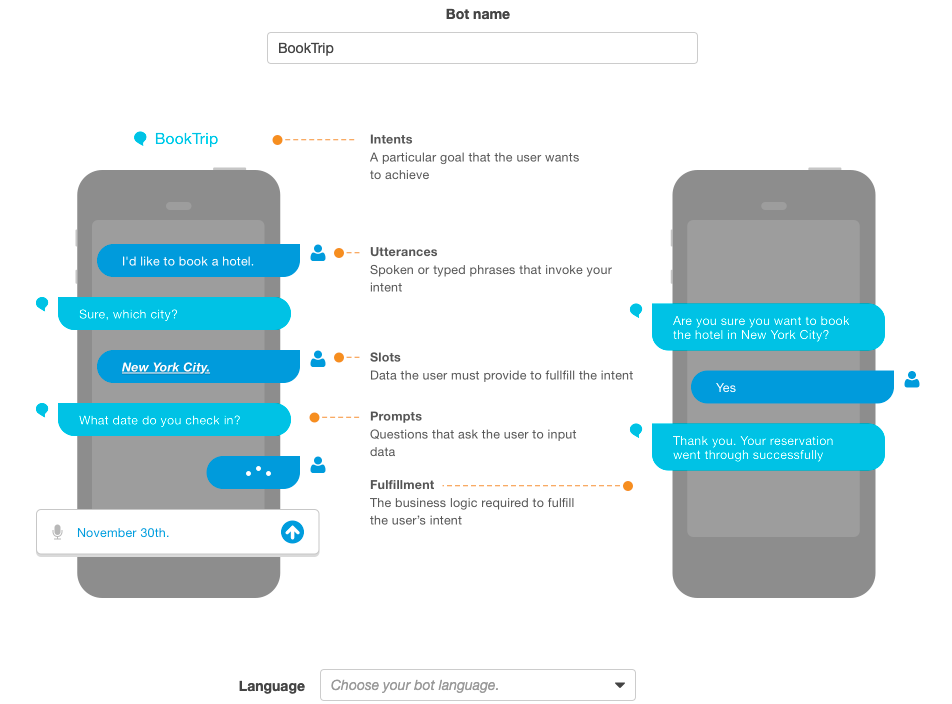 Bot name
BookTrip
BookTrip
Intents
A particular goal that the user wants
to achieve
I'd like to book a hotel.
Utterances
Spoken or typed phrases that invoke your
intent
Sure, which city?
New York City.
Slots
Data the user must provide to fullfill the intent
What date do you check in?
Prompts
Questions that ask the user to input
data
Fulfillment
The business logic required to fulfill
the user's intent
November 30th.
Are you sure you want to book
the hotel in New York City?
Yes
Thank you. Your reservation
went through successfully
Language
Choose your bot language.